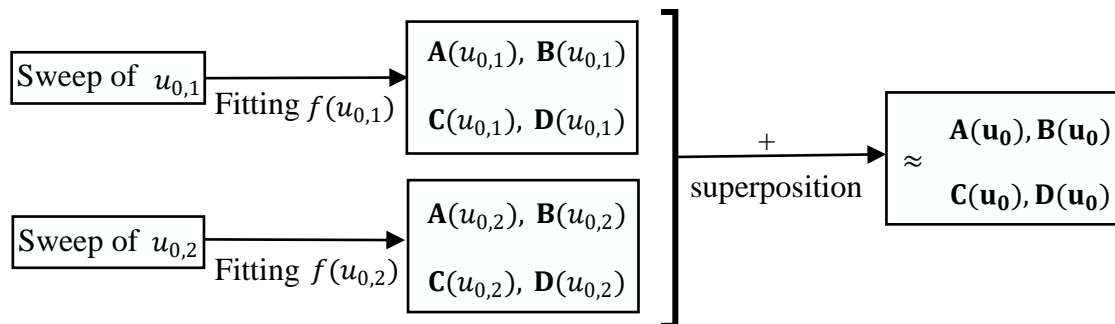 Sweep of u₀,₁
Fitting f(u₀,₁)
A(u₀,₁), B(u₀,₁)
C(u₀,₁), D(u₀,₁)
Sweep of u₀,₂
Fitting f(u₀,₂)
A(u₀,₂), B(u₀,₂)
C(u₀,₂), D(u₀,₂)
+
superposition
≈
A(u₀), B(u₀)
C(u₀), D(u₀)